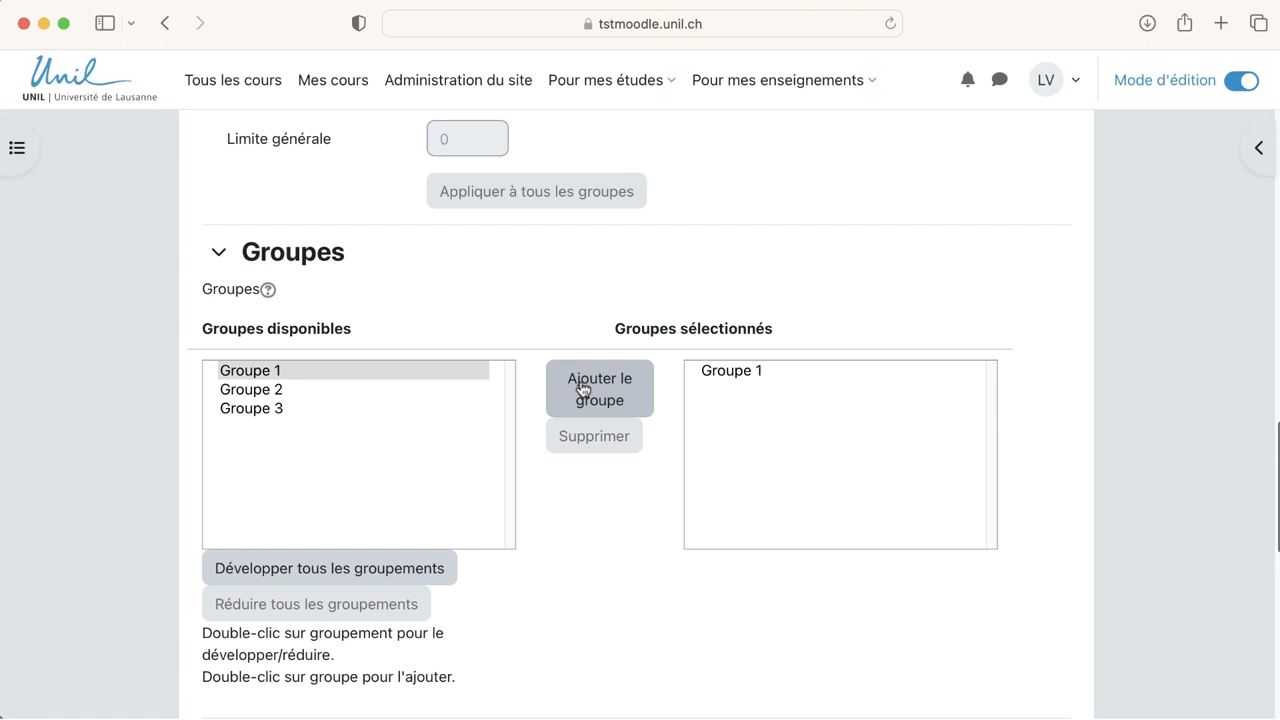 tstmoodle.unil.ch
Unil
UNIL | Université de Lausanne
Tous les cours Mes cours Administration du site Pour mes études Pour mes enseignements LV Mode d'édition
Limite générale 0
Appliquer à tous les groupes
Groupes
Groupes
Groupes disponibles Groupes sélectionnés
Groupe 1
Groupe 2
Groupe 3
Ajouter le
groupe
Supprimer
Groupe 1
Développer tous les groupements
Réduire tous les groupements
Double-clic sur groupement pour le
développer/réduire.
Double-clic sur groupe pour l'ajouter.